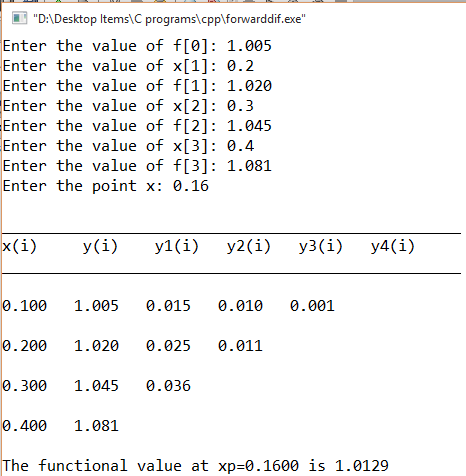 "D:\Desktop Items\C programs\cpp\forwarddif.exe"
Enter the value of f[0]: 1.005
Enter the value of x[1]: 0.2
Enter the value of f[1]: 1.020
Enter the value of x[2]: 0.3
Enter the value of f[2]: 1.045
Enter the value of x[3]: 0.4
Enter the value of f[3]: 1.081
Enter the point x: 0.16
x(i) y(i) y1(i) y2(i) y3(i) y4(i)
0.100 1.005 0.015 0.010 0.001
0.200 1.020 0.025 0.011
0.300 1.045 0.036
0.400 1.081
The functional value at xp=0.1600 is 1.0129